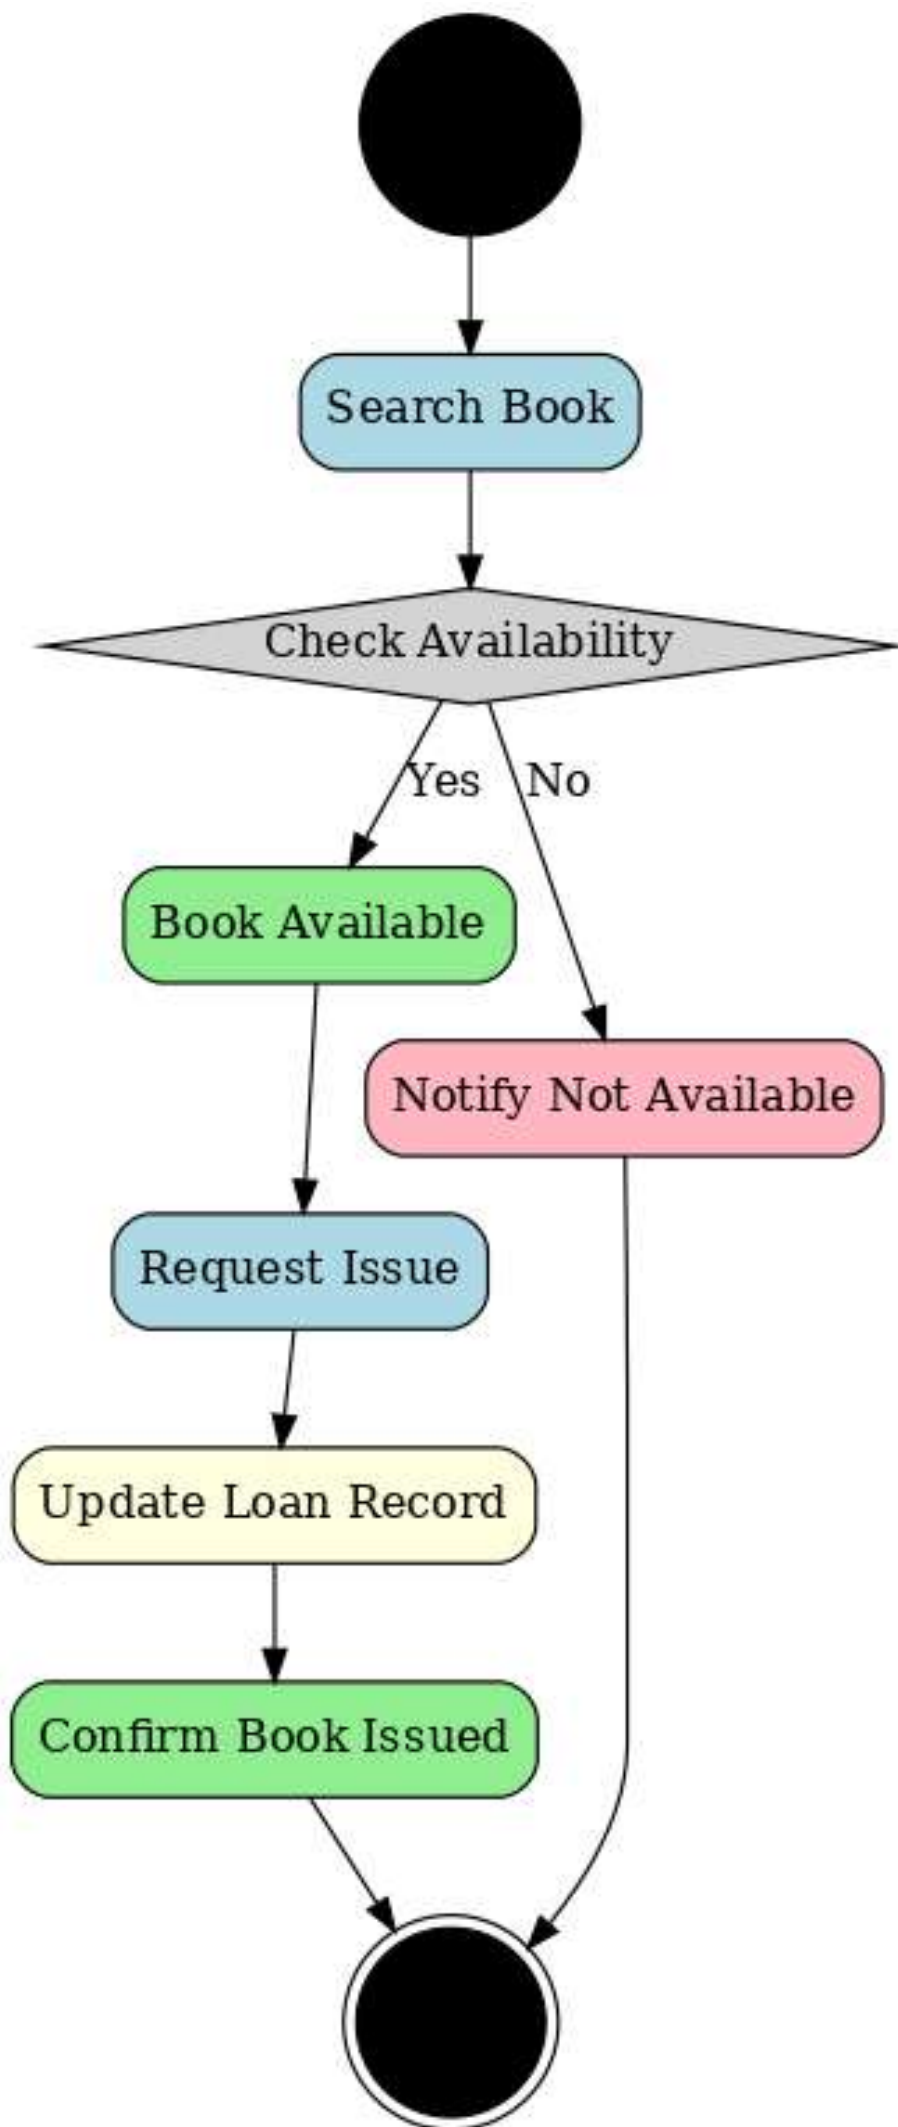 Search Book
Check Availability
Yes
No
Book Available
Notify Not Available
Request Issue
Update Loan Record
Confirm Book Issued